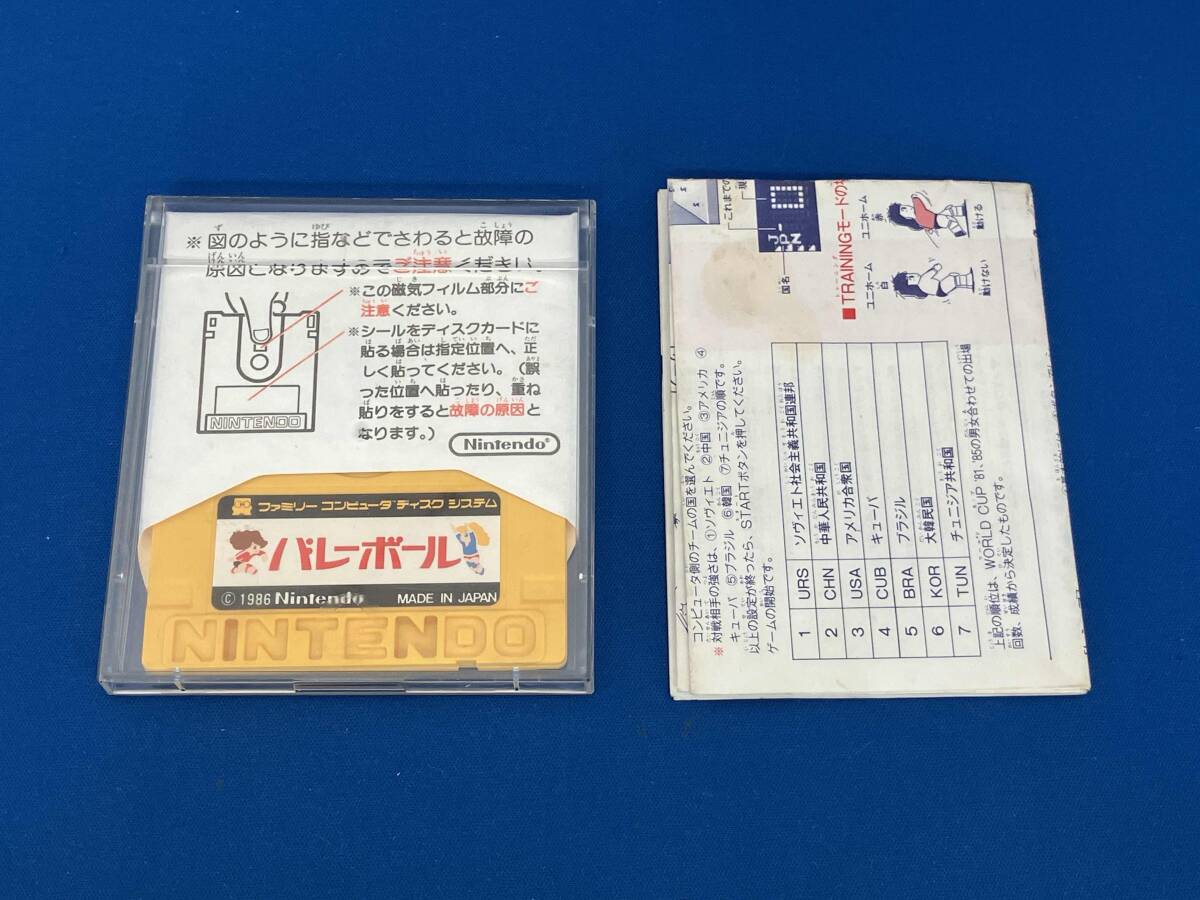 ※図のように指などでさわると故障の
原因となりますのでご注意ください。
※この磁気フィルム部分にご
注意ください。
※シールをディスクカードに
貼る場合は指定位置へ、正
しく貼ってください。(誤
った位置へ貼ったり、重ね
貼りをすると故障の原因と
なります。)
NINTENDO
Nintendo®
ファミリー コンピュータ ディスク システム
バレーボール
© 1986 Nintendo MADE IN JAPAN
NINTENDO
これまでの
現
JPN
国名
■TRAININGモードの
ユニホーム
赤
動ける
ユニホーム
白
動けない
コンピュータ側のチームの国を選んでください。
※対戦相手の強さは、①ソヴィエト ②中国 ③アメリカ ④
キューバ ⑤ブラジル ⑥韓国 ⑦チュニジアの順です。
以上の設定が終ったら、STARTボタンを押してください。
ゲームの開始です。
1 URS ソヴィエト社会主義共和国連邦
2 CHN 中華人民共和国
3 USA アメリカ合衆国
4 CUB キューバ
5 BRA ブラジル
6 KOR 大韓民国
7 TUN チュニジア共和国
上記の順位は、WORLD CUP '81、'85の男女合わせての出場
回数、成績から決定したものです。